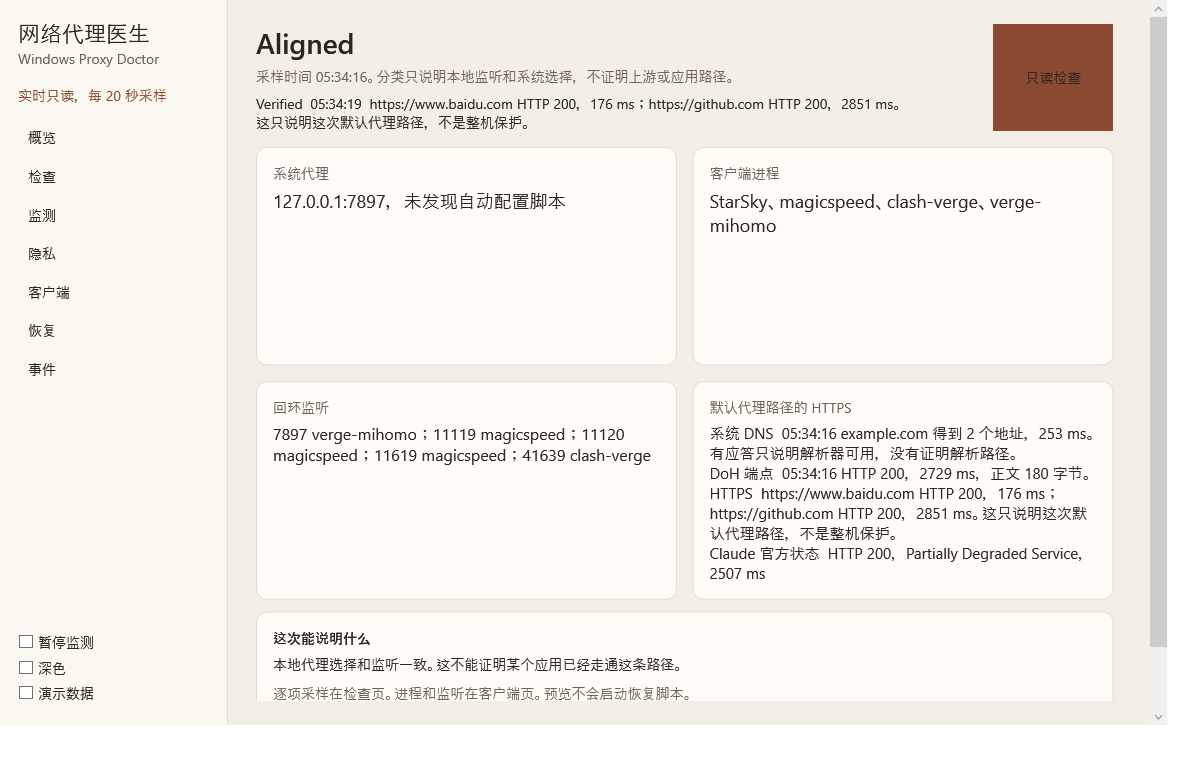 网络代理医生
Windows Proxy Doctor
实时只读，每 20 秒采样
概览
检查
监测
隐私
客户端
恢复
事件
暂停监测
深色
演示数据
Aligned
采样时间 05:34:16。分类只说明本地监听和系统选择，不证明上游或应用路径。
Verified  05:34:19  https://www.baidu.com HTTP 200，176 ms；https://github.com HTTP 200，2851 ms。
这只说明这次默认代理路径，不是整机保护。
只读检查
系统代理
127.0.0.1:7897，未发现自动配置脚本
客户端进程
StarSky、magicspeed、clash-verge、verge-
mihomo
回环监听
7897 verge-mihomo；11119 magicspeed；11120
magicspeed；11619 magicspeed；41639 clash-verge
默认代理路径的 HTTPS
系统 DNS  05:34:16 example.com 得到 2 个地址，253 ms。
有应答只说明解析器可用，没有证明解析路径。
DoH 端点  05:34:16 HTTP 200，2729 ms，正文 180 字节。
HTTPS  https://www.baidu.com HTTP 200，176 ms；
https://github.com HTTP 200，2851 ms。这只说明这次默
认代理路径，不是整机保护。
Claude 官方状态  HTTP 200，Partially Degraded Service,
2507 ms
这次能说明什么
本地代理选择和监听一致。这不能证明某个应用已经走通这条路径。
逐项采样在检查页。进程和监听在客户端页。预览不会启动恢复脚本。